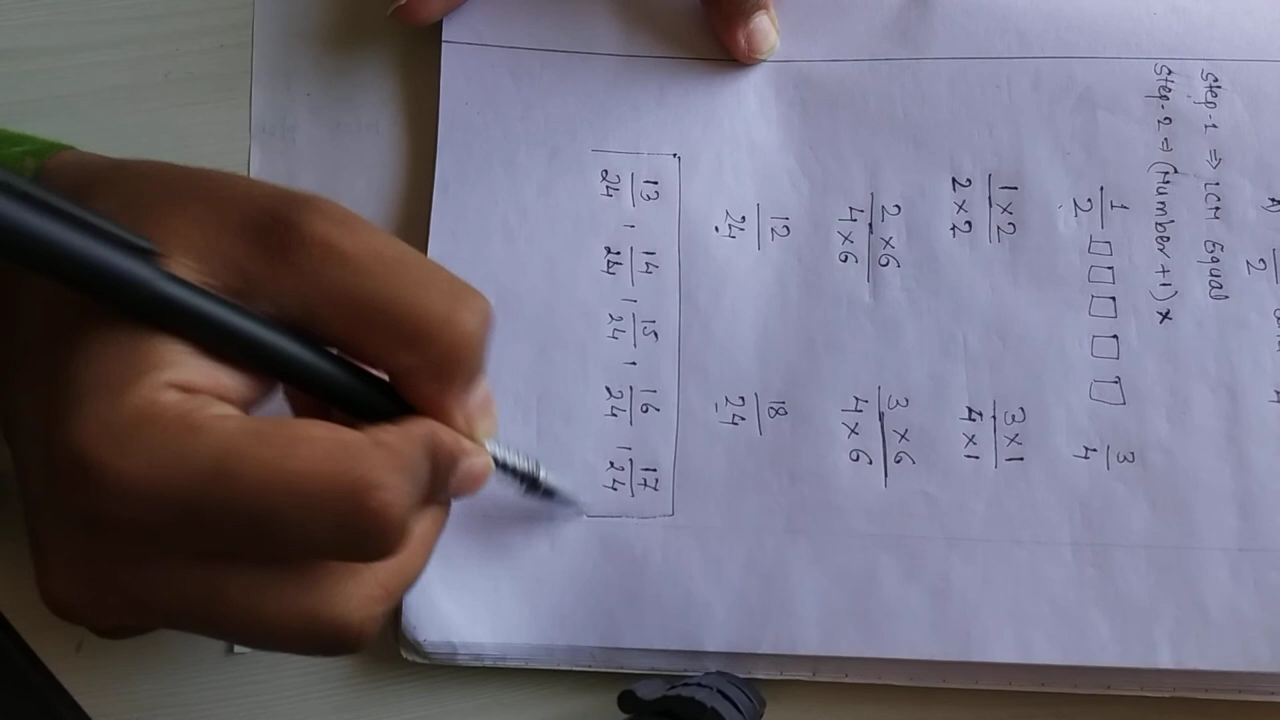 A) 2 4
Step-1 ⇒ LCM Equal
Step-2 ⇒ (Number+1) ×
1/2 □ □ □ □ □ 3/4
1×2/2×2 3×1/4×1
2×6/4×6 3×6/4×6
12/24 18/24
13/24, 14/24, 15/24, 16/24, 17/24